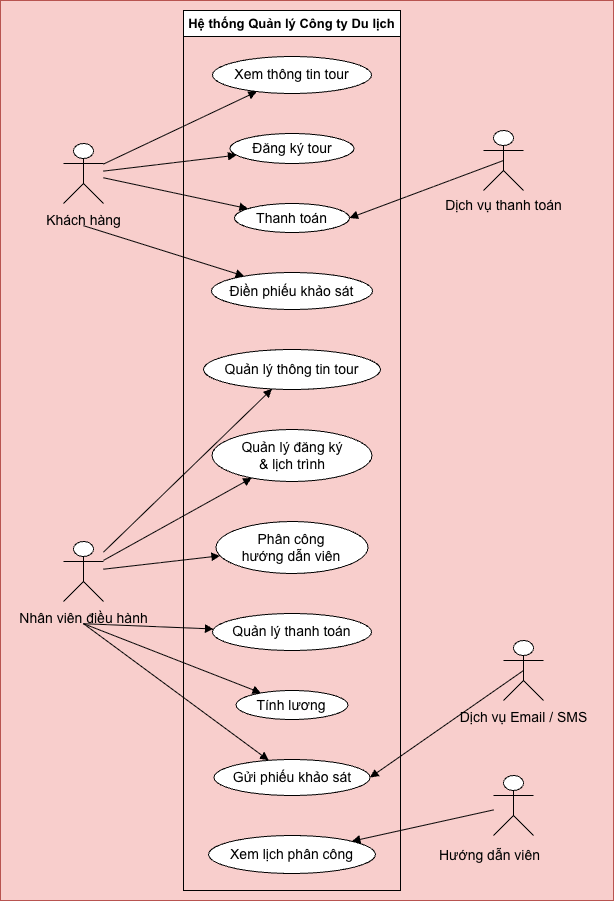 Hệ thống Quản lý Công ty Du lịch
Xem thông tin tour
Đăng ký tour
Khách hàng
Dịch vụ thanh toán
Thanh toán
Điền phiếu khảo sát
Quản lý thông tin tour
Quản lý đăng ký
& lịch trình
Phân công
hướng dẫn viên
Nhân viên điều hành
Quản lý thanh toán
Tính lương
Dịch vụ Email / SMS
Gửi phiếu khảo sát
Xem lịch phân công
Hướng dẫn viên